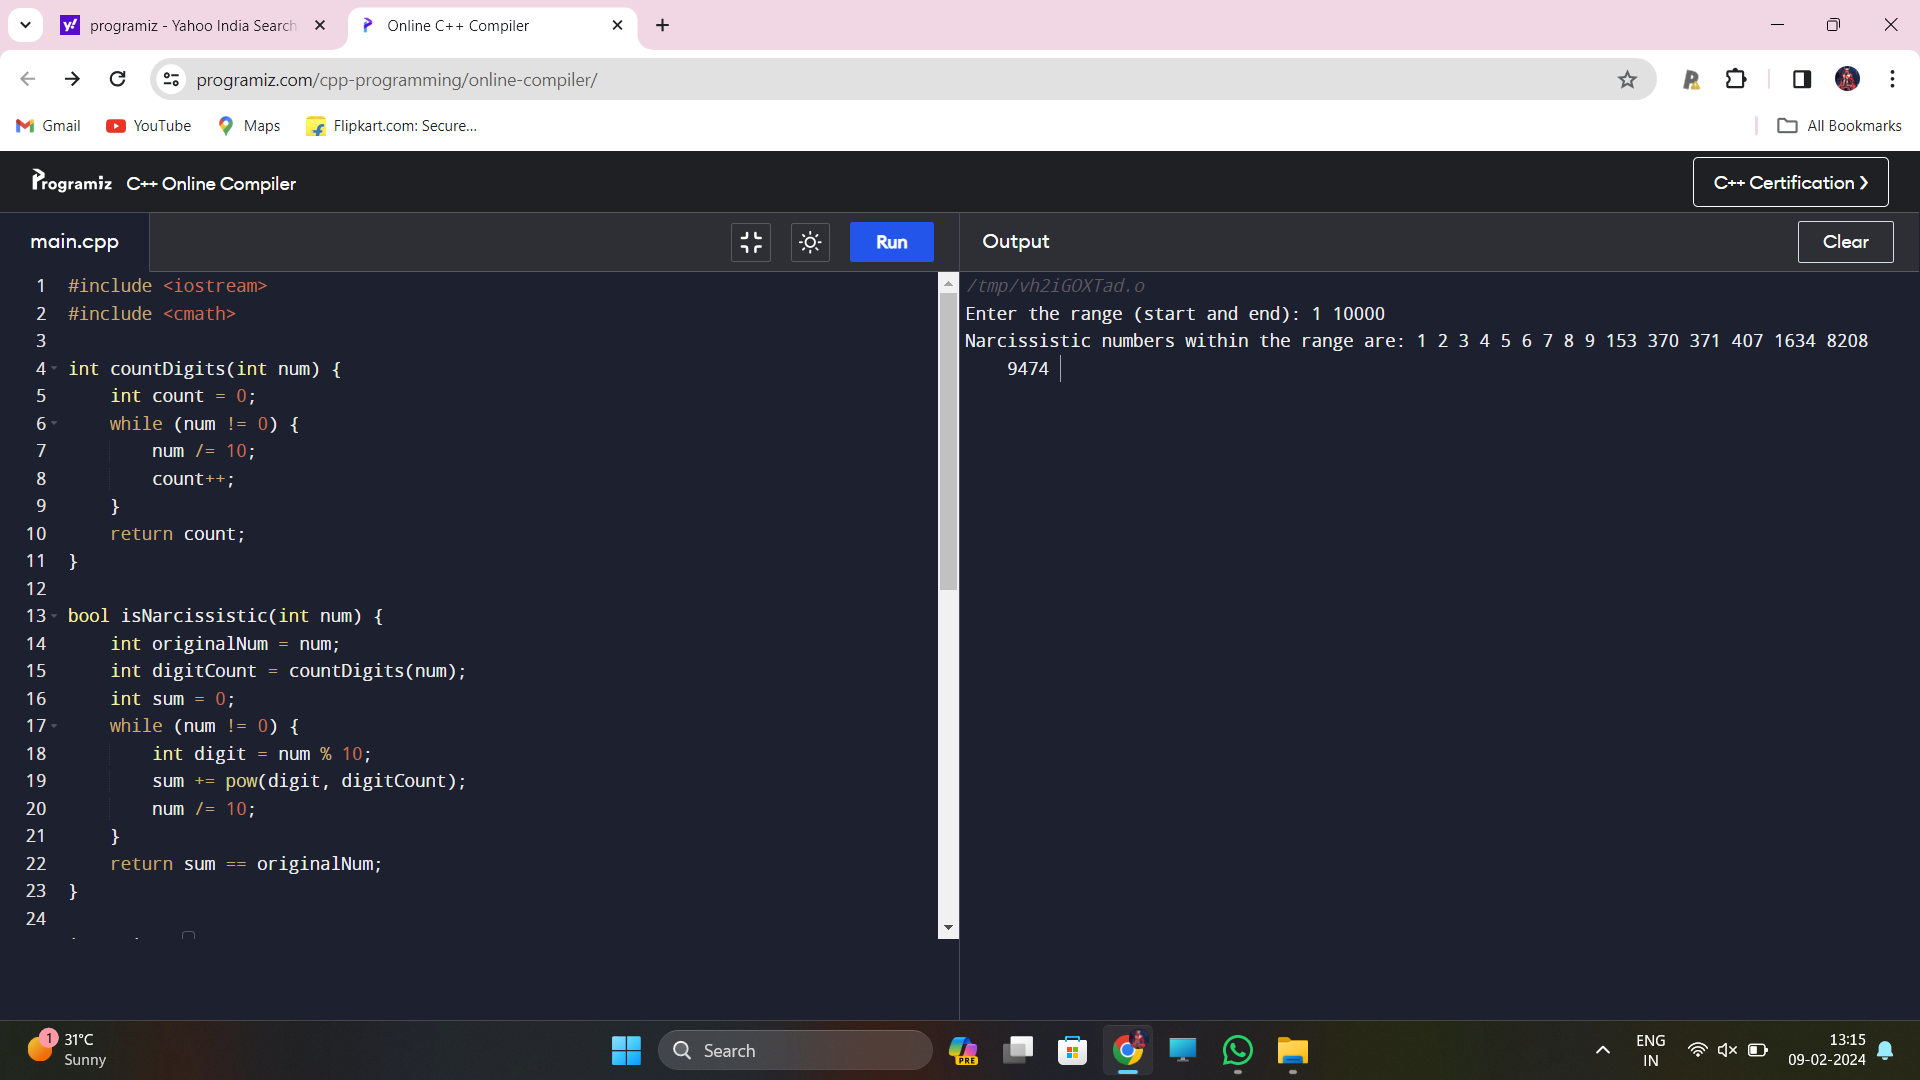 programiz - Yahoo India Search
Online C++ Compiler
programiz.com/cpp-programming/online-compiler/
Gmail
YouTube
Maps
Flipkart.com: Secure...
All Bookmarks
Programiz C++ Online Compiler
C++ Certification ❯
main.cpp
Run
1 #include <iostream>
2 #include <cmath>
3
4 int countDigits(int num) {
5     int count = 0;
6     while (num != 0) {
7         num /= 10;
8         count++;
9     }
10     return count;
11 }
12
13 bool isNarcissistic(int num) {
14     int originalNum = num;
15     int digitCount = countDigits(num);
16     int sum = 0;
17     while (num != 0) {
18         int digit = num % 10;
19         sum += pow(digit, digitCount);
20         num /= 10;
21     }
22     return sum == originalNum;
23 }
24
Output
Clear
/tmp/vh2iGOXTad.o
Enter the range (start and end): 1 10000
Narcissistic numbers within the range are: 1 2 3 4 5 6 7 8 9 153 370 371 407 1634 8208
9474
1
31°C
Sunny
Search
PRE
ENG
IN
13:15
09-02-2024